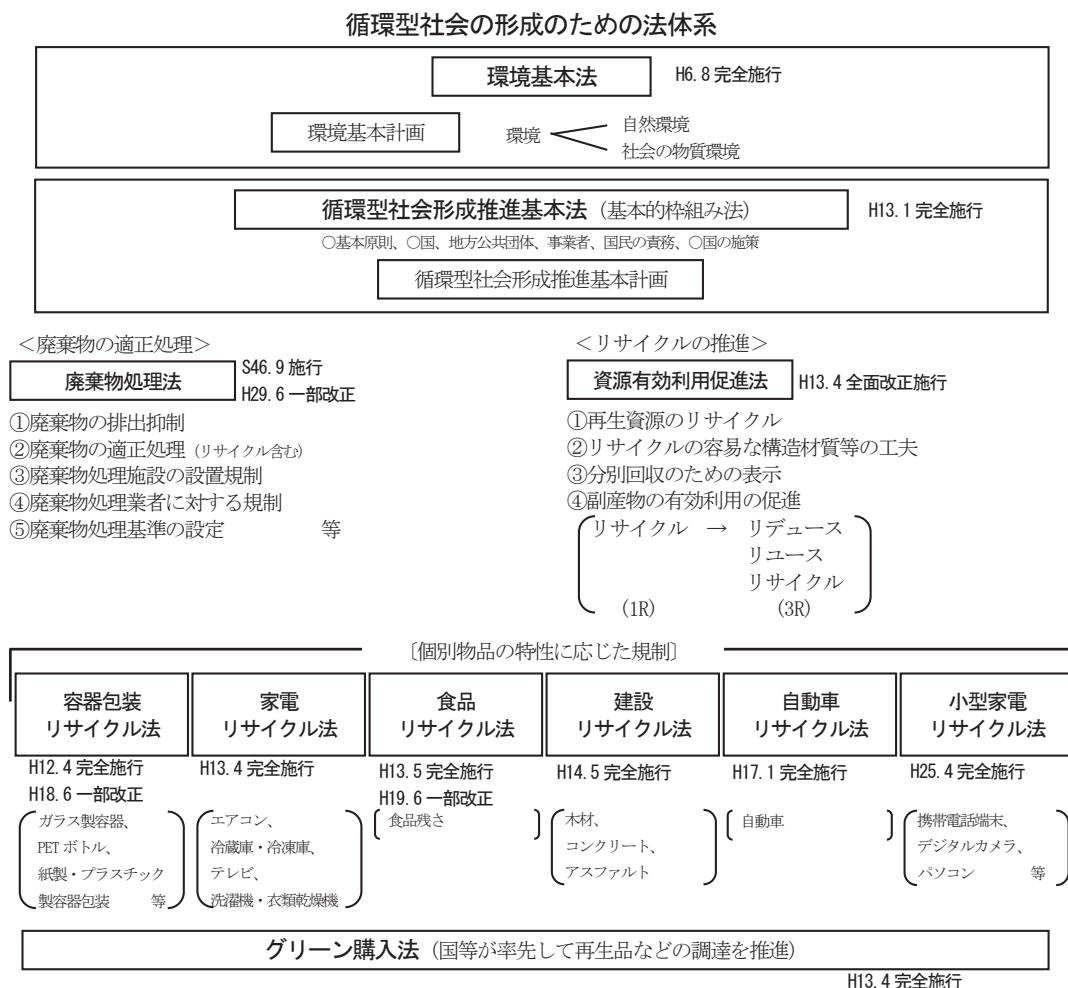 循環型社会の形成のための法体系
環境基本法 H6.8 完全施行
環境基本計画 環境 自然環境
社会の物質環境
循環型社会形成推進基本法（基本的枠組み法） H13.1 完全施行
○基本原則、○国、地方公共団体、事業者、国民の責務、○国の施策
循環型社会形成推進基本計画
＜廃棄物の適正処理＞
廃棄物処理法 S46.9 施行
H29.6 一部改正
①廃棄物の排出抑制
②廃棄物の適正処理（リサイクル含む）
③廃棄物処理施設の設置規制
④廃棄物処理業者に対する規制
⑤廃棄物処理基準の設定 等
＜リサイクルの推進＞
資源有効利用促進法 H13.4 全面改正施行
①再生資源のリサイクル
②リサイクルの容易な構造材質等の工夫
③分別回収のための表示
④副産物の有効利用の促進
リサイクル → リデュース
リユース
リサイクル
(1R) (3R)
〔個別物品の特性に応じた規制〕
容器包装
リサイクル法
H12.4 完全施行
H18.6 一部改正
ガラス製容器、
PET ボトル、
紙製・プラスチック
製容器包装 等
家電
リサイクル法
H13.4 完全施行
エアコン、
冷蔵庫・冷凍庫、
テレビ、
洗濯機・衣類乾燥機
食品
リサイクル法
H13.5 完全施行
H19.6 一部改正
食品残さ
建設
リサイクル法
H14.5 完全施行
木材、
コンクリート、
アスファルト
自動車
リサイクル法
H17.1 完全施行
自動車
小型家電
リサイクル法
H25.4 完全施行
携帯電話端末、
デジタルカメラ、
パソコン 等
グリーン購入法（国等が率先して再生品などの調達を推進）
H13.4 完全施行